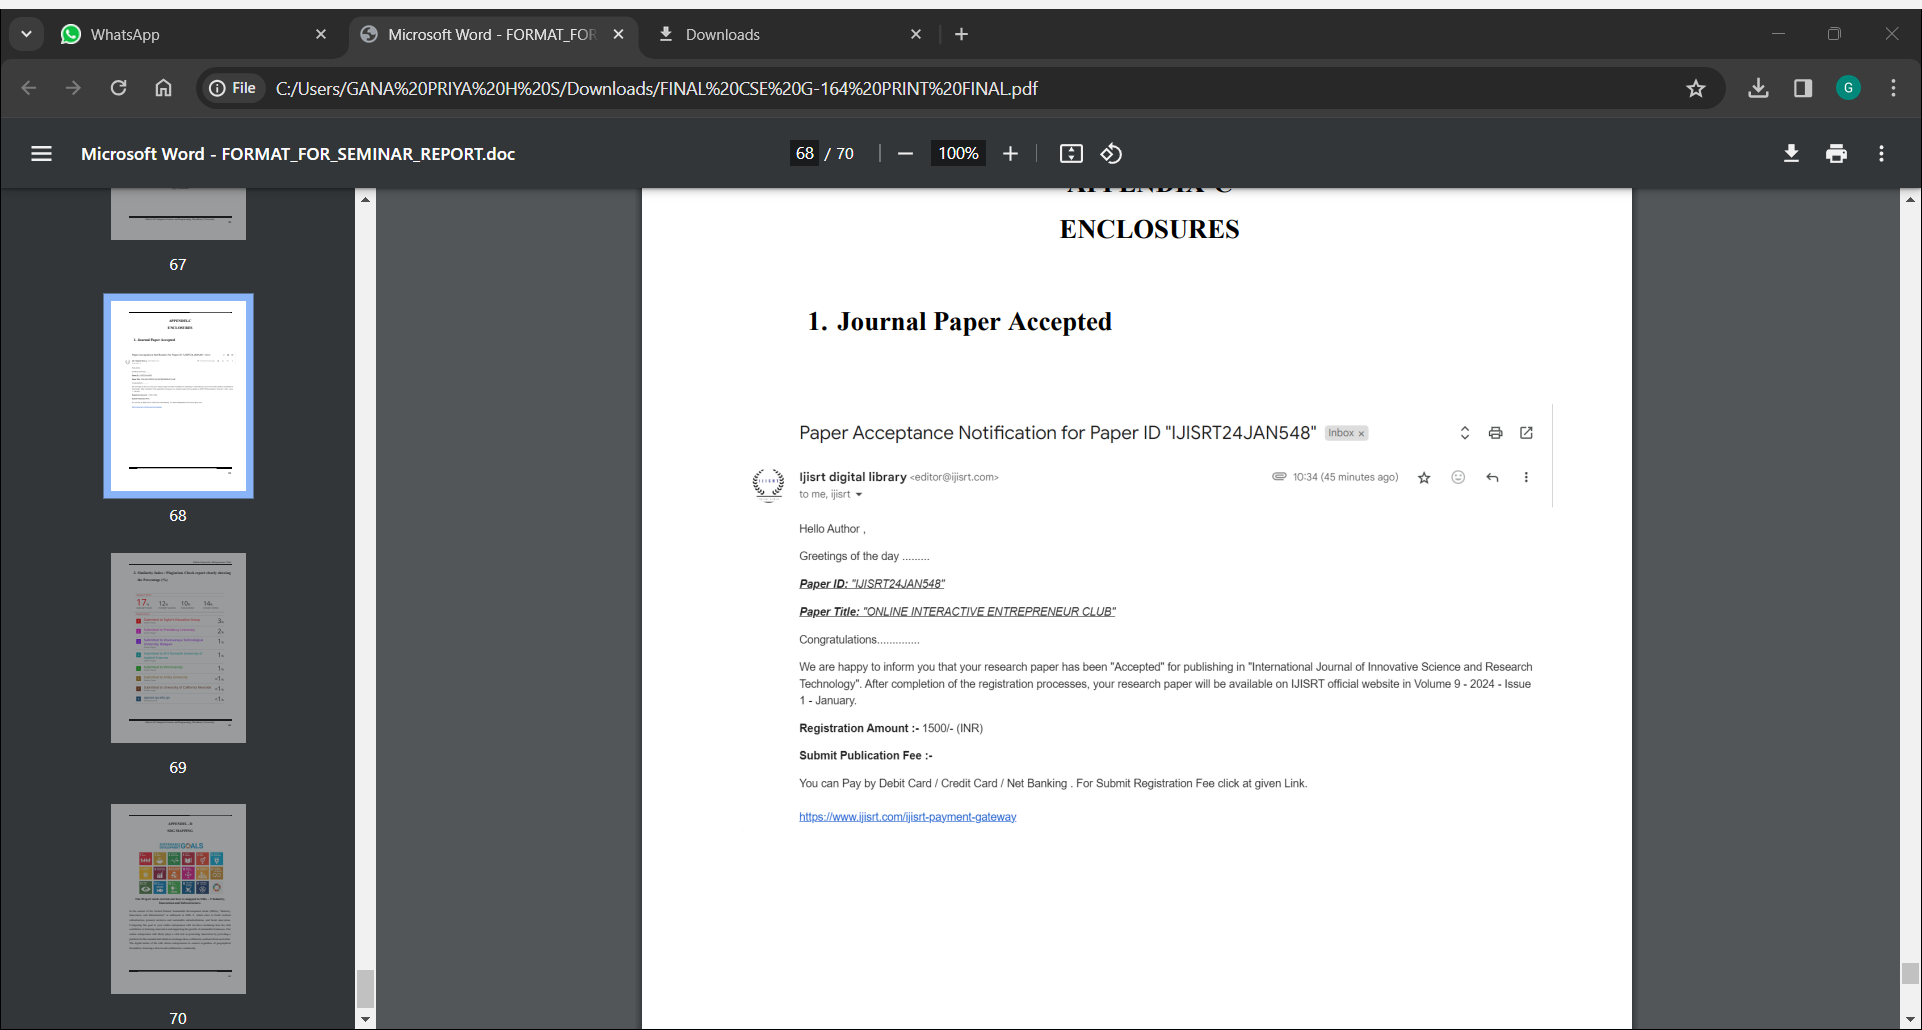 WhatsApp
Microsoft Word - FORMAT_FOR
Downloads
File
C:/Users/GANA%20PRIYA%20H%20S/Downloads/FINAL%20CSE%20G-164%20PRINT%20FINAL.pdf
G
Microsoft Word - FORMAT_FOR_SEMINAR_REPORT.doc
68 / 70
100%
67
68
69
70
APPENDIX-C
ENCLOSURES
1. Journal Paper Accepted
Paper Acceptance Notification for Paper ID "IJISRT24JAN548" Inbox x
Ijisrt digital library <editor@ijisrt.com>
10:34 (45 minutes ago)
to me, ijisrt
Hello Author ,
Greetings of the day .........
Paper ID: "IJISRT24JAN548"
Paper Title: "ONLINE INTERACTIVE ENTREPRENEUR CLUB"
Congratulations..............
We are happy to inform you that your research paper has been "Accepted" for publishing in "International Journal of Innovative Science and Research
Technology". After completion of the registration processes, your research paper will be available on IJISRT official website in Volume 9 - 2024 - Issue
1 - January.
Registration Amount :- 1500/- (INR)
Submit Publication Fee :-
You can Pay by Debit Card / Credit Card / Net Banking . For Submit Registration Fee click at given Link.
https://www.ijisrt.com/ijisrt-payment-gateway